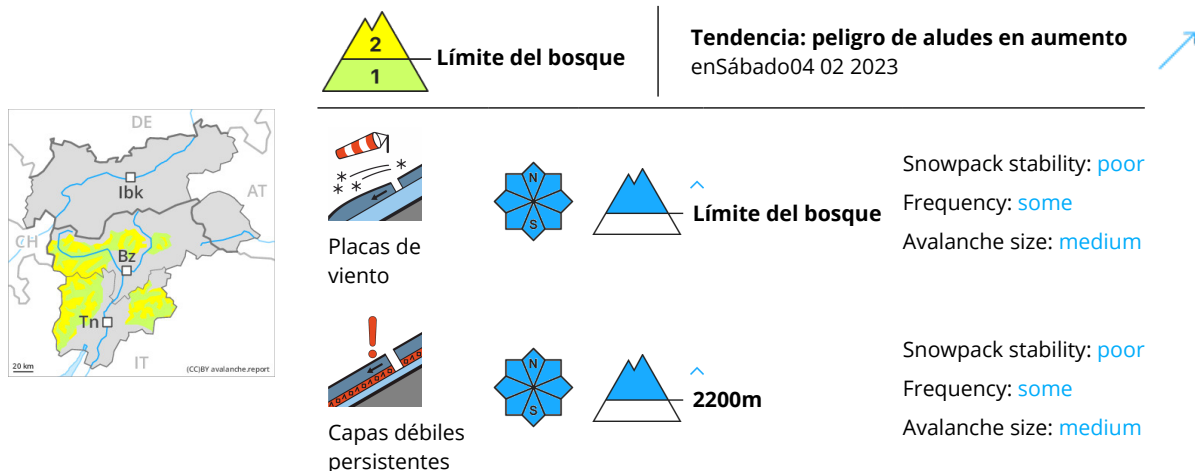 2
1
Límite del bosque
Tendencia: peligro de aludes en aumento
enSábado04 02 2023
DE
Ibk
AT
CH
Bz
Tn
IT
20 km
(CC)BY avalanche.report
N
S
Límite del bosque
Snowpack stability: poor
Frequency: some
Avalanche size: medium
Placas de
viento
N
S
2200m
Snowpack stability: poor
Frequency: some
Avalanche size: medium
Capas débiles
persistentes